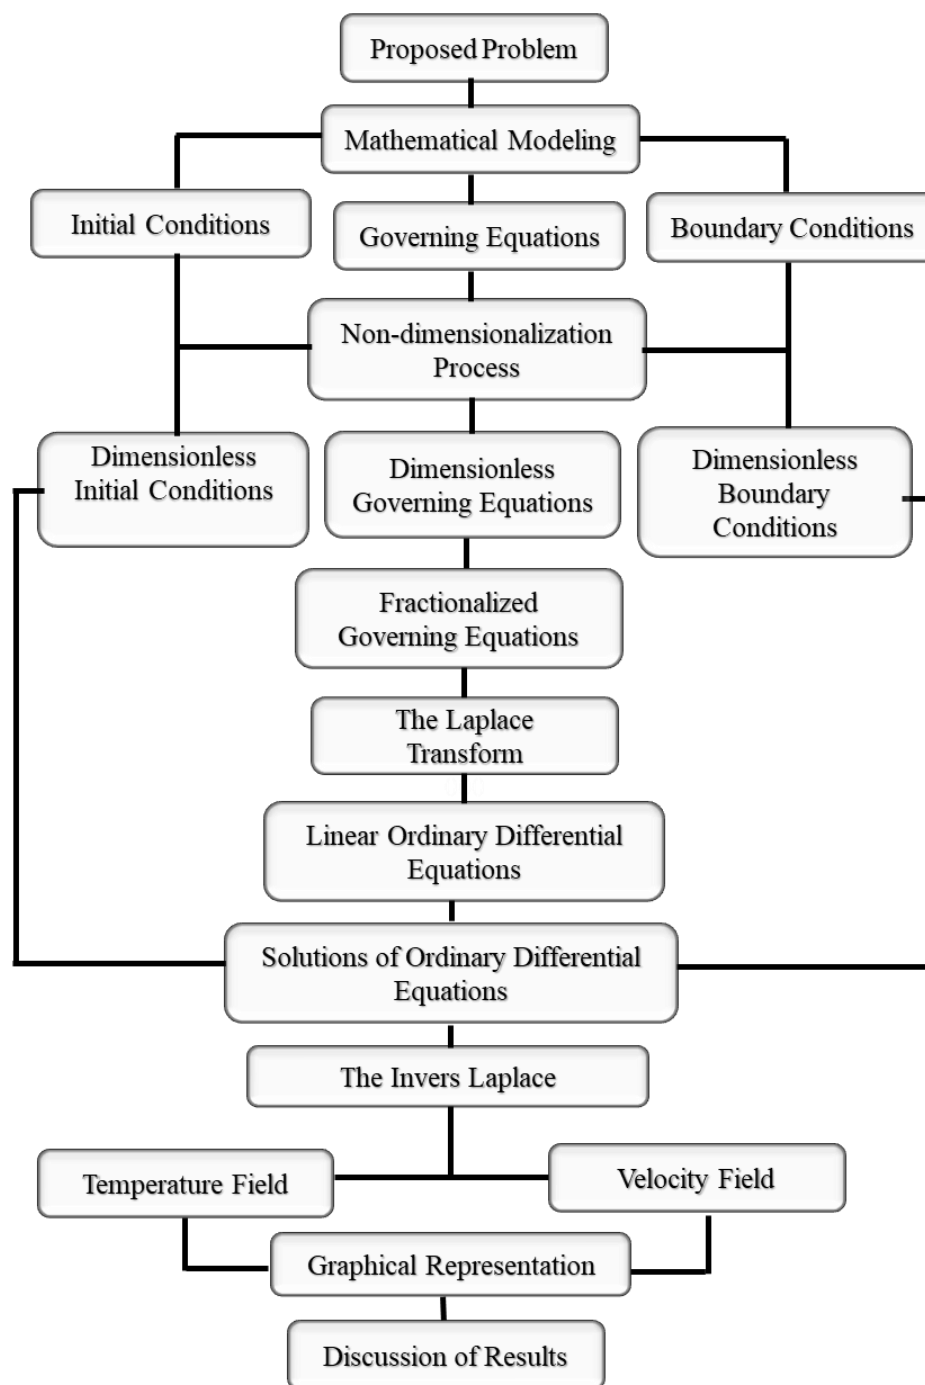 Proposed Problem
Mathematical Modeling
Initial Conditions
Governing Equations
Boundary Conditions
Non-dimensionalization
Process
Dimensionless
Initial Conditions
Dimensionless
Governing Equations
Dimensionless
Boundary
Conditions
Fractionalized
Governing Equations
The Laplace
Transform
Linear Ordinary Differential
Equations
Solutions of Ordinary Differential
Equations
The Invers Laplace
Temperature Field
Velocity Field
Graphical Representation
Discussion of Results